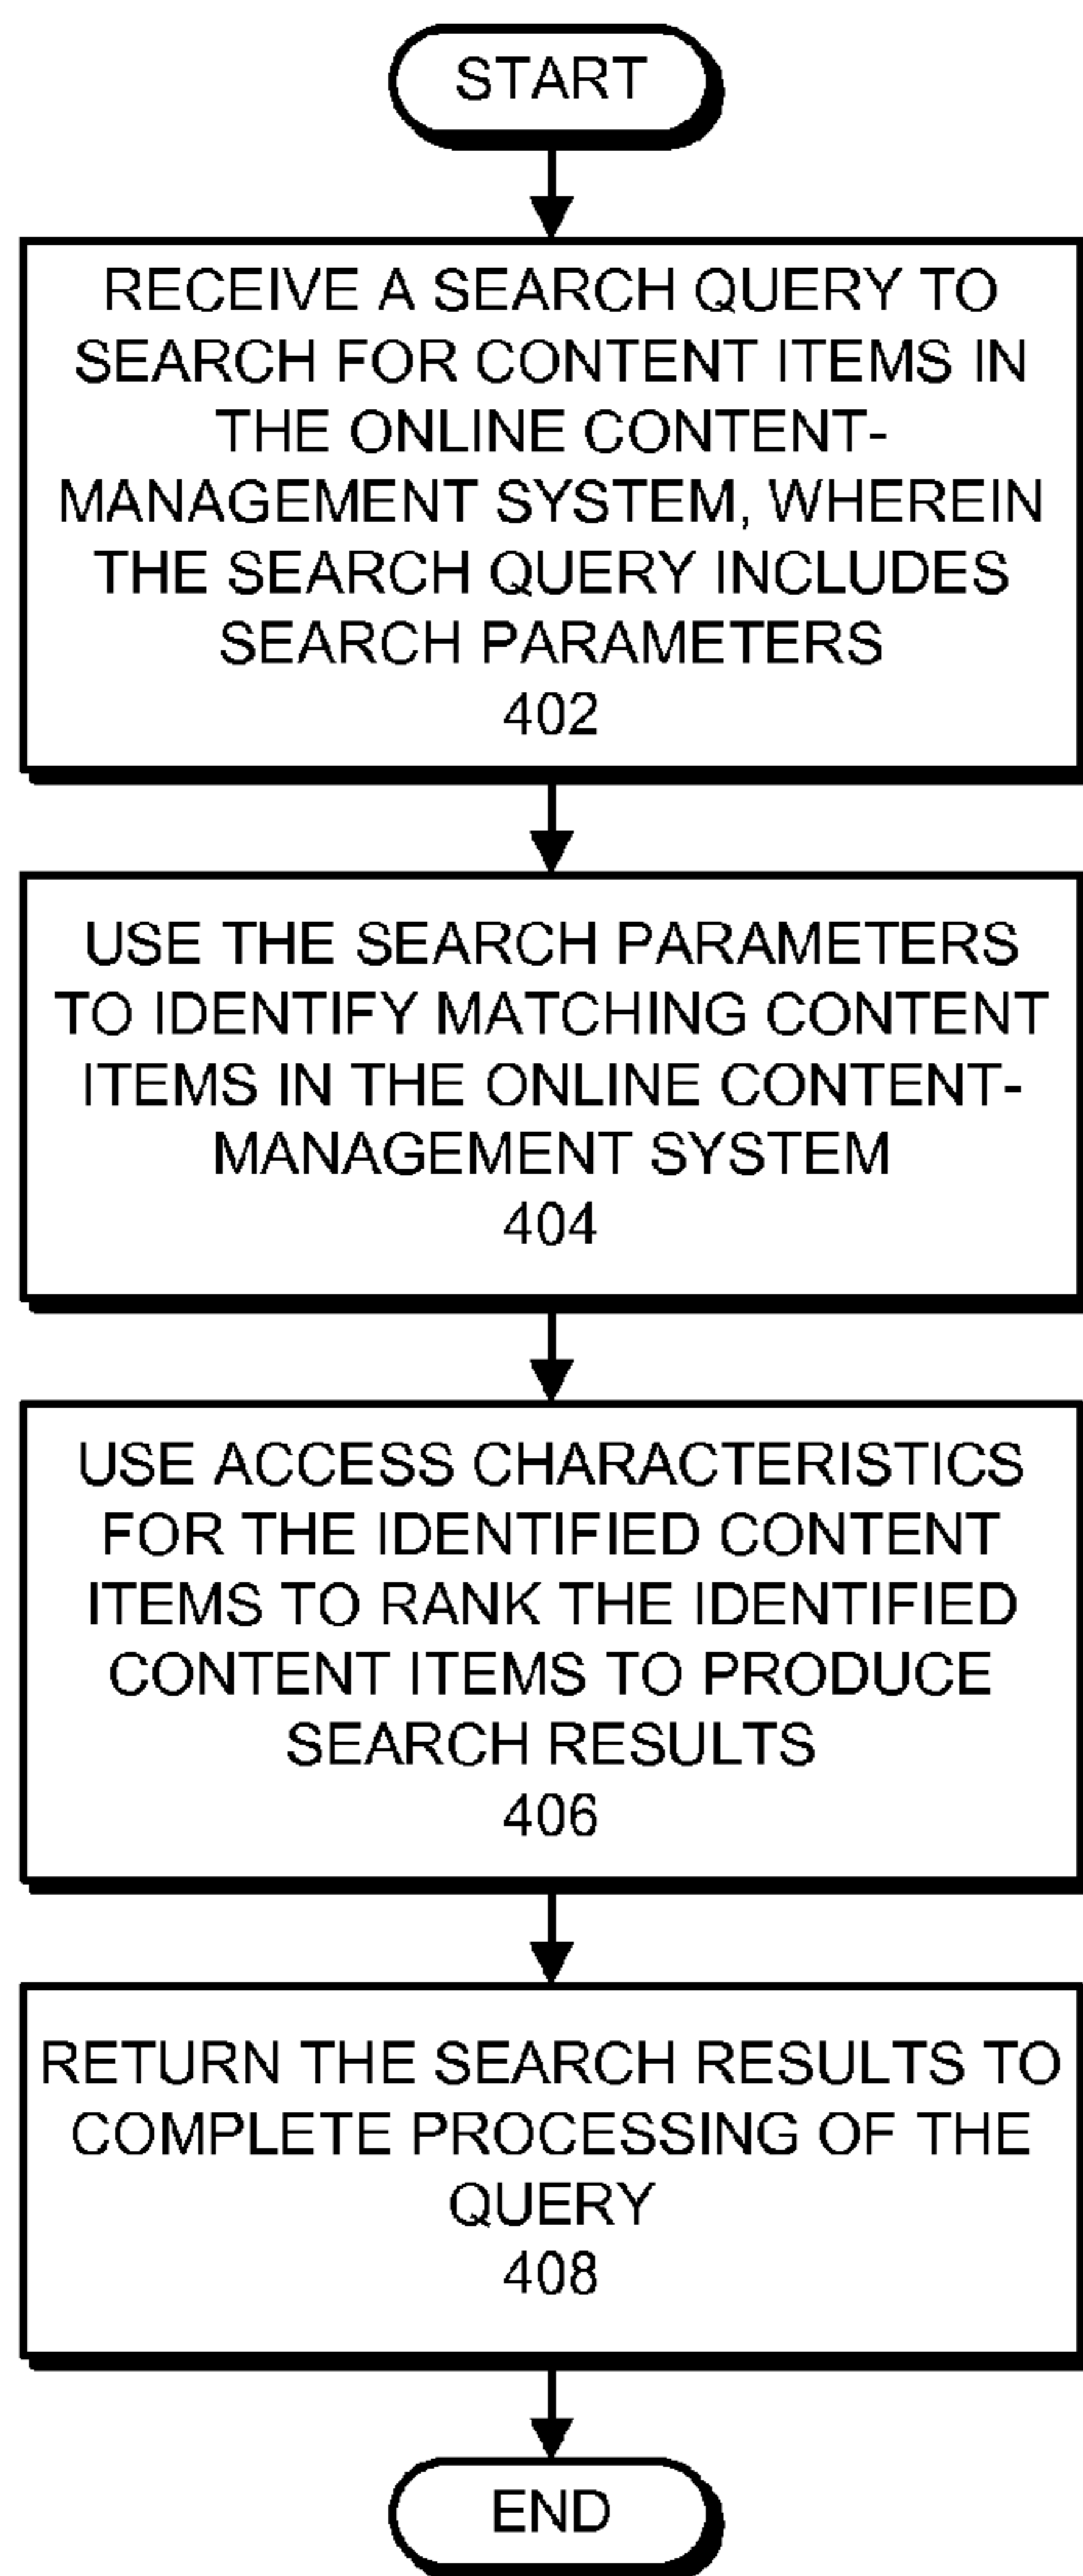 START
RECEIVE A SEARCH QUERY TO
SEARCH FOR CONTENT ITEMS IN
THE ONLINE CONTENT-
MANAGEMENT SYSTEM, WHEREIN
THE SEARCH QUERY INCLUDES
SEARCH PARAMETERS
402
USE THE SEARCH PARAMETERS
TO IDENTIFY MATCHING CONTENT
ITEMS IN THE ONLINE CONTENT-
MANAGEMENT SYSTEM
404
USE ACCESS CHARACTERISTICS
FOR THE IDENTIFIED CONTENT
ITEMS TO RANK THE IDENTIFIED
CONTENT ITEMS TO PRODUCE
SEARCH RESULTS
406
RETURN THE SEARCH RESULTS TO
COMPLETE PROCESSING OF THE
QUERY
408
END